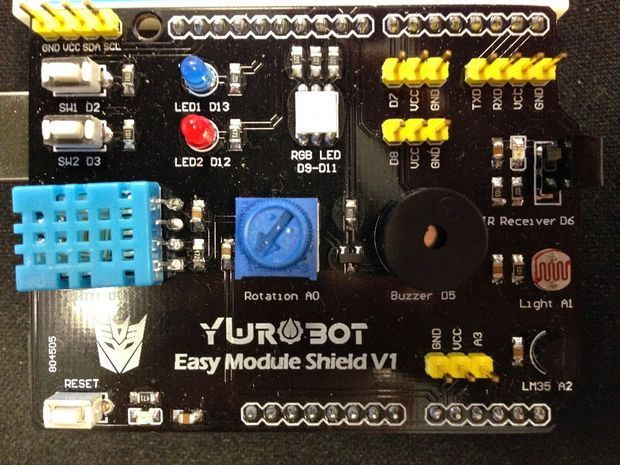 GND VCC SDA SCL
SW1 D2
LED1 D13
D7
VCC
GND
TXD
RXD
VCC
GND
SW2 D3
LED2 D12
RGB LED
D9-D11
D8
VCC
GND
IR Receiver D6
Rotation A0
Buzzer D5
Light A1
YWROBOT
Easy Module Shield V1
GND
VCC
A3
804505
RESET
LM35 A2